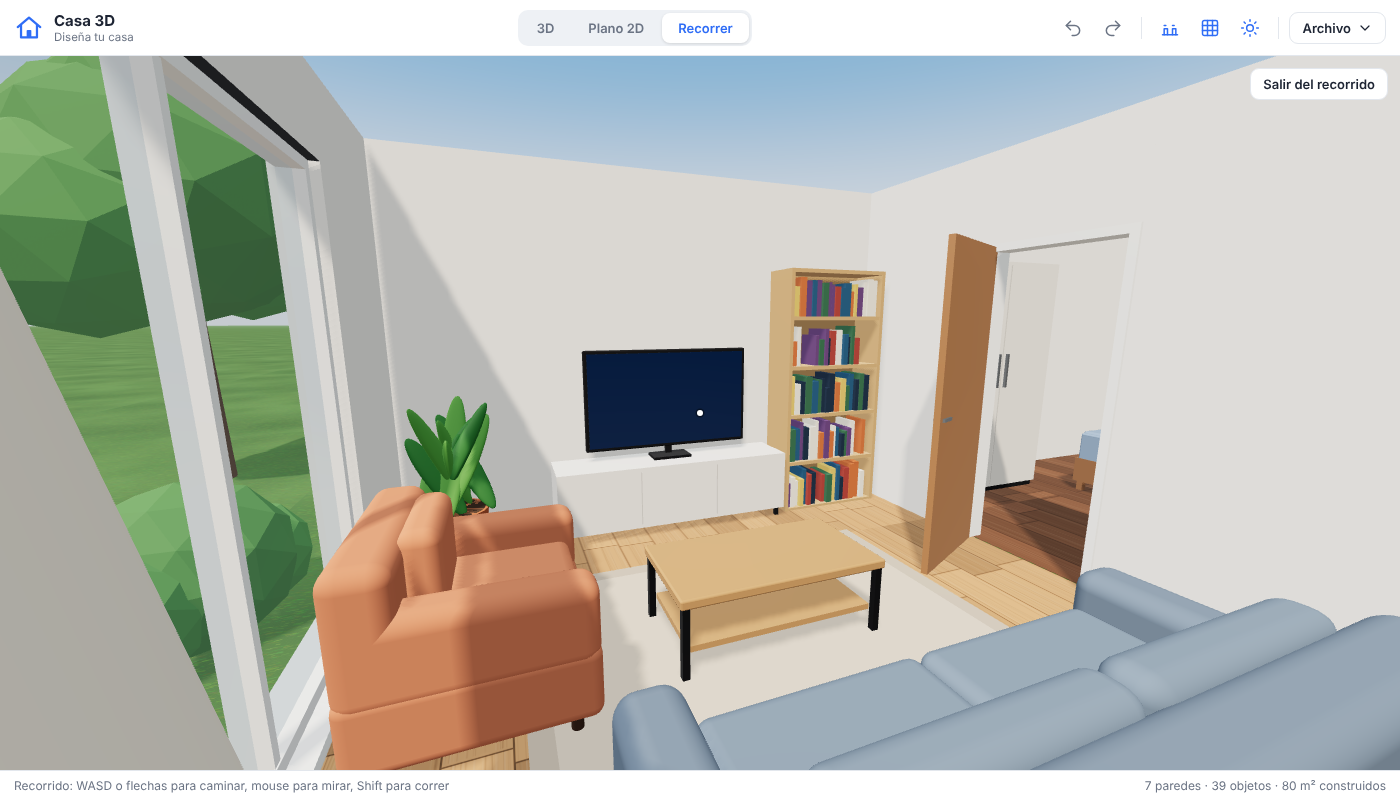 Casa 3D
Diseña tu casa
3D
Plano 2D
Recorrer
Archivo
Salir del recorrido
Recorrido: WASD o flechas para caminar, mouse para mirar, Shift para correr
7 paredes · 39 objetos · 80 m² construidos